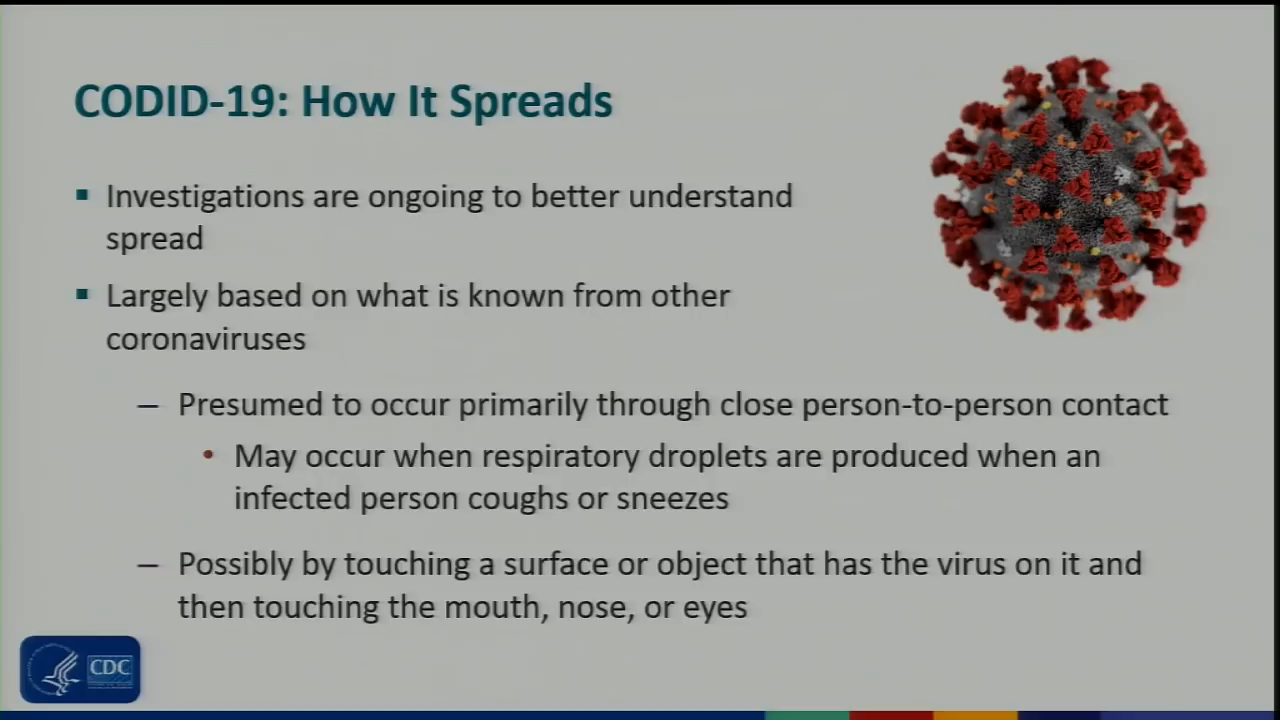 CODID-19: How It Spreads
Investigations are ongoing to better understand
spread
Largely based on what is known from other
coronaviruses
– Presumed to occur primarily through close person-to-person contact
• May occur when respiratory droplets are produced when an
infected person coughs or sneezes
– Possibly by touching a surface or object that has the virus on it and
then touching the mouth, nose, or eyes
CDC